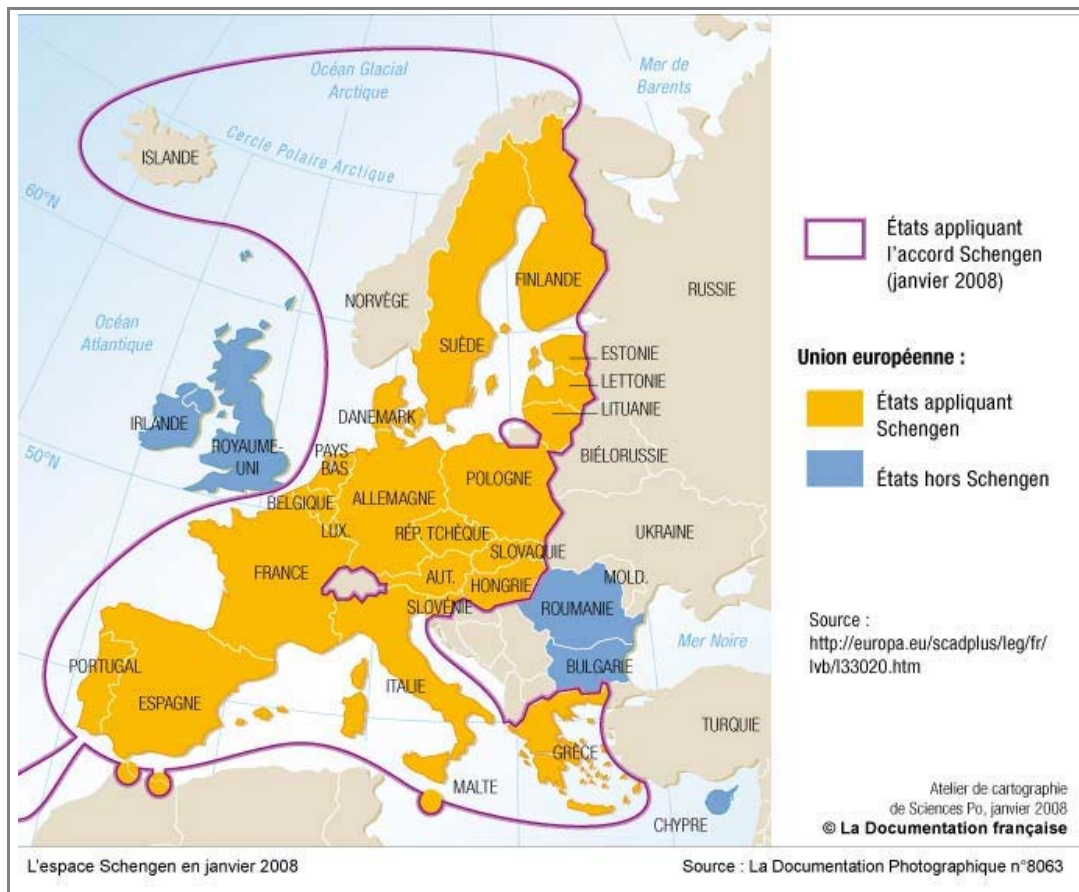 Océan Glacial
Arctique
Mer de
Barents
ISLANDE
Cercle Polaire Arctique
60°N
NORVÈGE
FINLANDE
RUSSIE
Océan
Atlantique
SUÈDE
ESTONIE
LETTONIE
LITUANIE
DANEMARK
IRLANDE
ROYAUME-
UNI
50°N
PAYS-
BAS
BIÉLORUSSIE
POLOGNE
BELGIQUE
ALLEMAGNE
LUX.
RÉP. TCHÈQUE
UKRAINE
SLOVAQUIE
FRANCE
AUT.
HONGRIE
MOLD.
SLOVÉNIE
ROUMANIE
Mer Noire
PORTUGAL
ESPAGNE
ITALIE
BULGARIE
TURQUIE
GRÈCE
MALTE
CHYPRE
États appliquant
l'accord Schengen
(janvier 2008)
Union européenne :
États appliquant
Schengen
États hors Schengen
Source :
http://europa.eu/scadplus/leg/fr/
lvb/l33020.htm
Atelier de cartographie
de Sciences Po, janvier 2008
© La Documentation française
L'espace Schengen en janvier 2008
Source : La Documentation Photographique n°8063